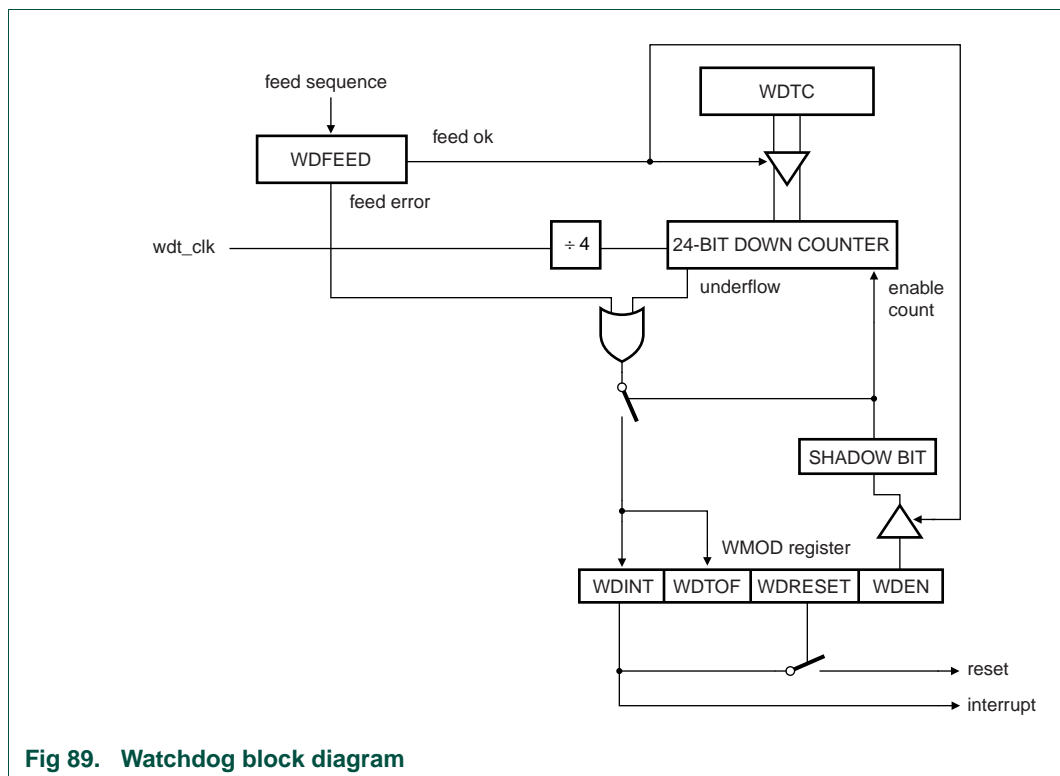 feed sequence
WDTC
feed ok
WDFEED
feed error
wdt_clk
÷ 4
24-BIT DOWN COUNTER
underflow
enable
count
SHADOW BIT
WMOD register
WDINT
WDTOF
WDRESET
WDEN
reset
interrupt
Fig 89. Watchdog block diagram